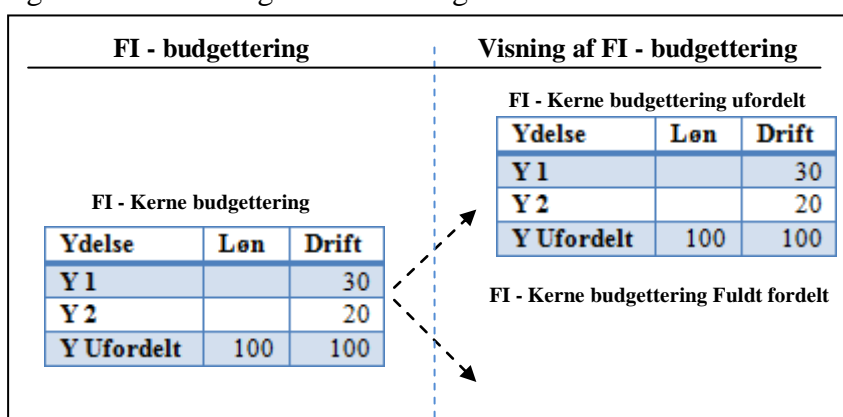 FI - budgettering
Visning af FI - budgettering
FI - Kerne budgettering
Ydelse Løn Drift
Y 1 30
Y 2 20
Y Ufordelt 100 100
FI - Kerne budgettering ufordelt
Ydelse Løn Drift
Y 1 30
Y 2 20
Y Ufordelt 100 100
FI - Kerne budgettering Fuldt fordelt